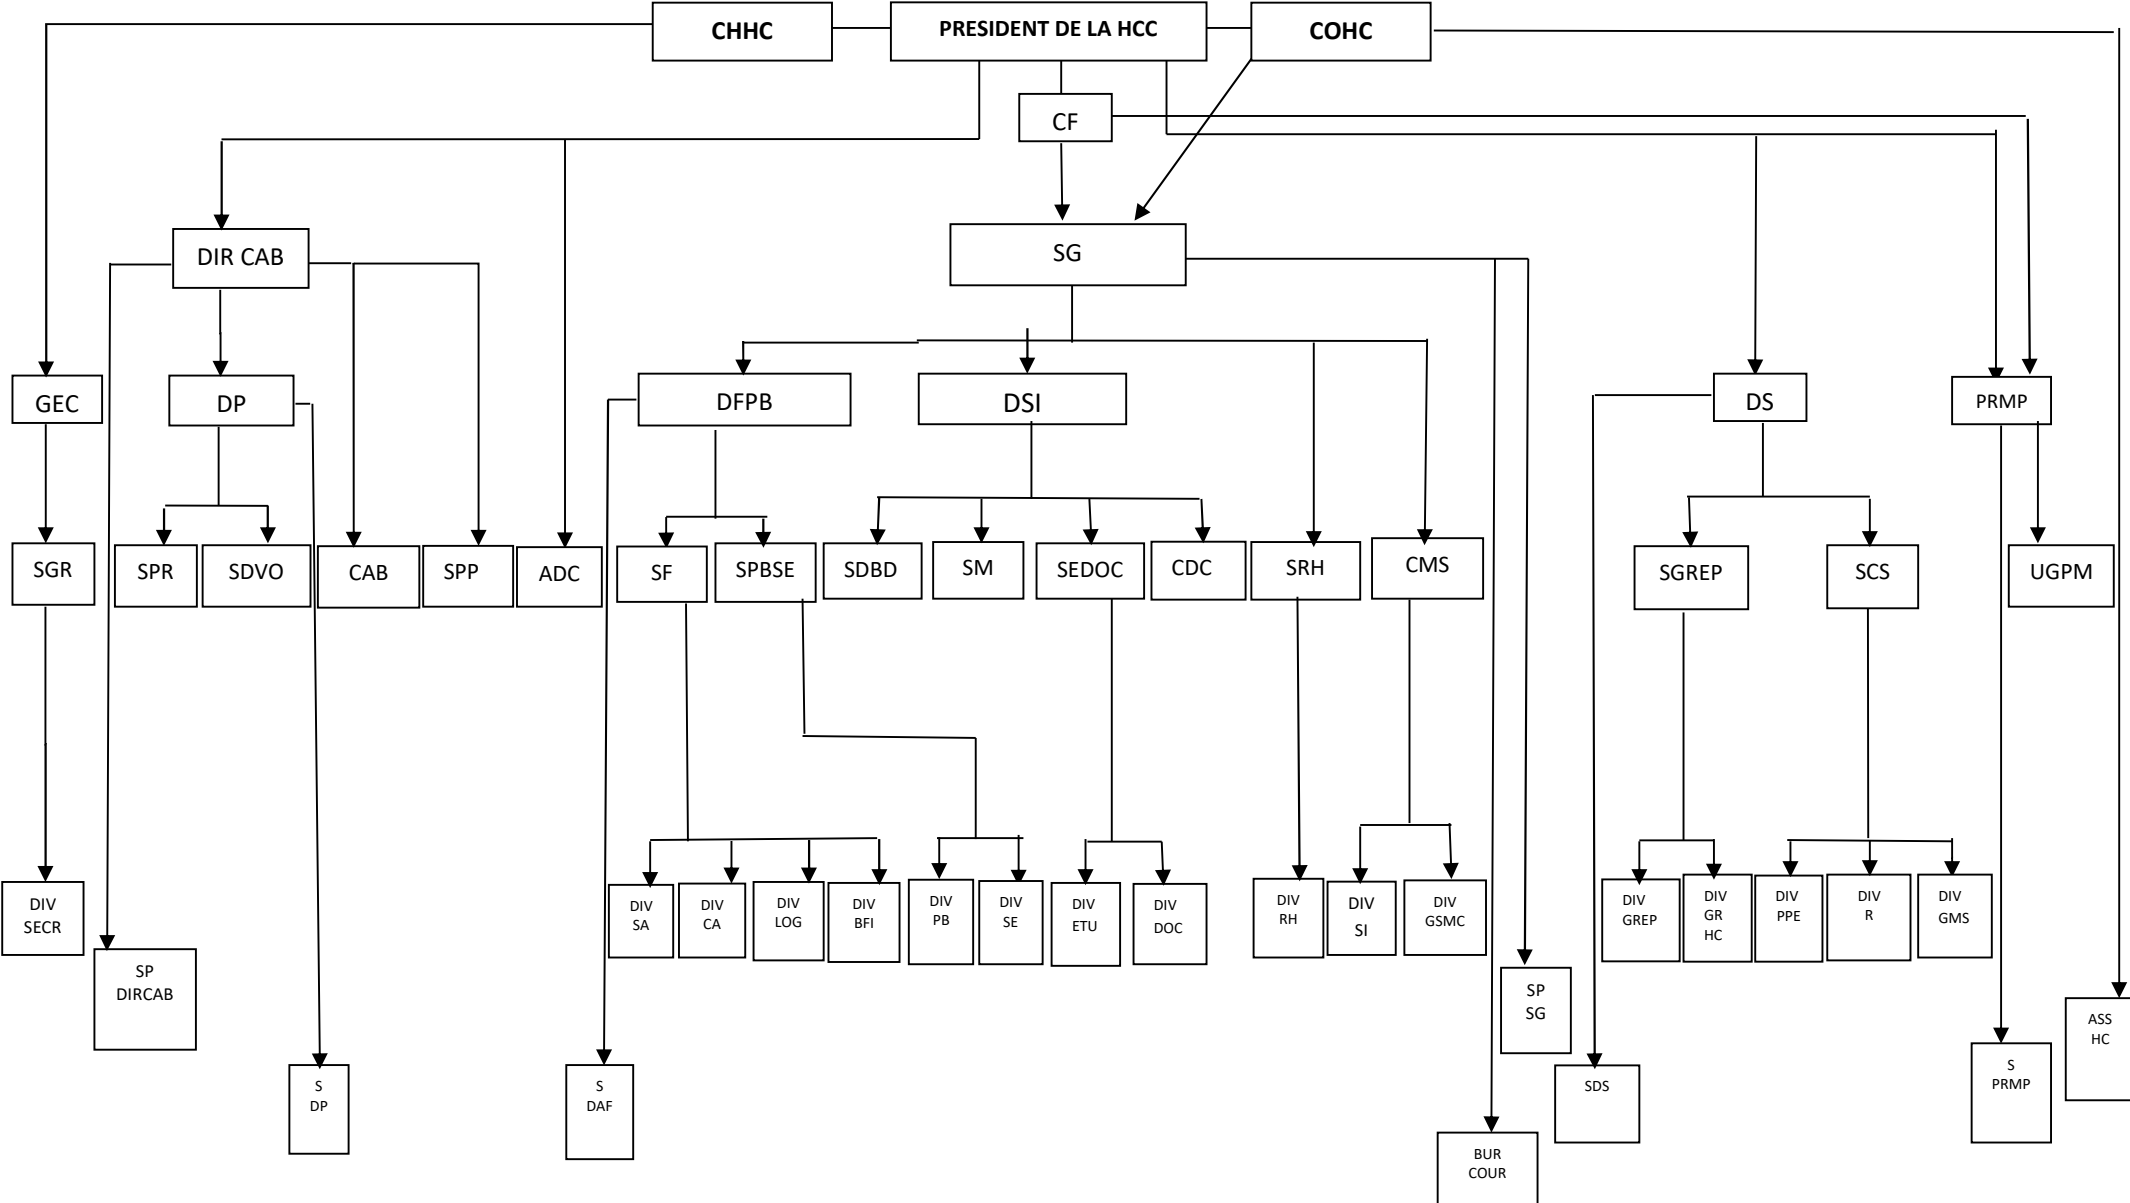 CHHC
PRESIDENT DE LA HCC
COHC
CF
DIR CAB
SG
GEC
DP
DFPB
DSI
DS
PRMP
SGR
SPR
SDVO
CAB
SPP
ADC
SF
SPBSE
SDBD
SM
SEDOC
CDC
SRH
CMS
SGREP
SCS
UGPM
DIV
SECR
DIV
SA
DIV
CA
DIV
LOG
DIV
BFI
DIV
PB
DIV
SE
DIV
ETU
DIV
DOC
DIV
RH
DIV
SI
DIV
GSMC
DIV
GREP
DIV
GR
HC
DIV
PPE
DIV
R
DIV
GMS
SP
DIRCAB
SP
SG
ASS
HC
S
DP
S
DAF
SDS
S
PRMP
BUR
COUR